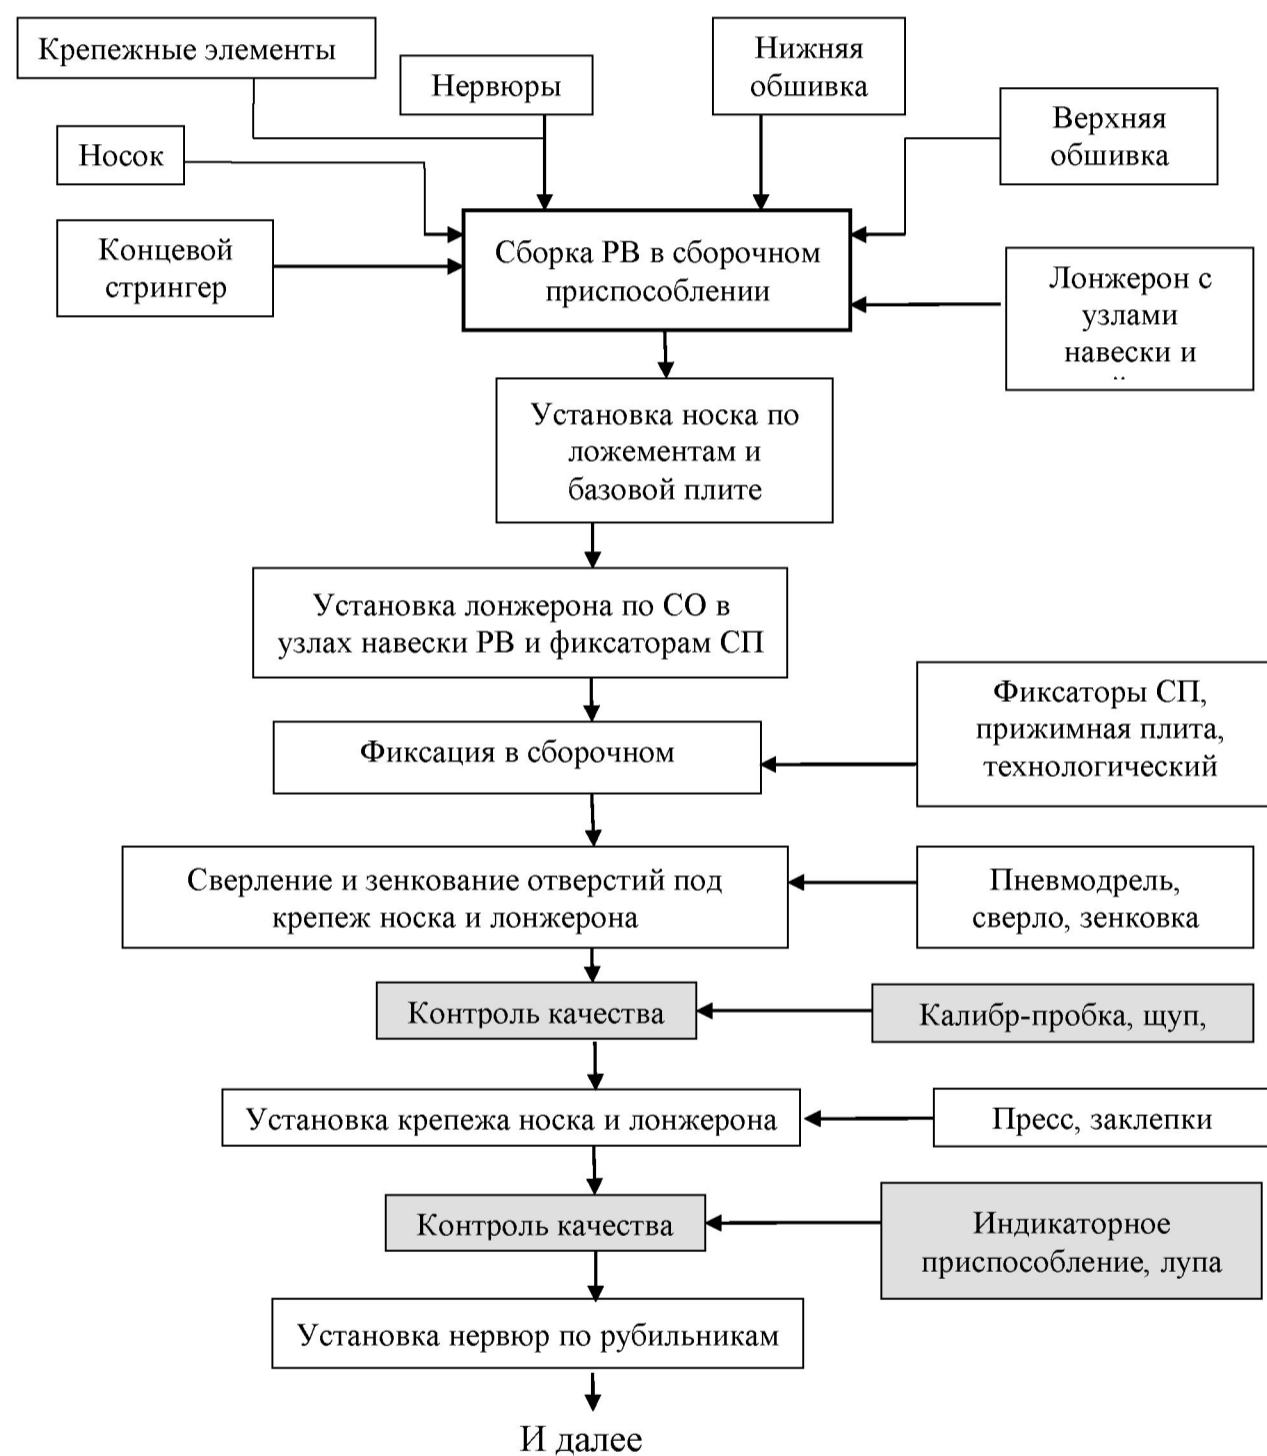 Крепежные элементы
Нервюры
Нижняя
обшивка
Верхняя
обшивка
Носок
Концевой
стрингер
Сборка РВ в сборочном
приспособлении
Лонжерон с
узлами
навески и
Установка носка по
ложементам и
базовой плите
Установка лонжерона по СО в
узлах навески РВ и фиксаторам СП
Фиксаторы СП,
прижимная плита,
технологический
Фиксация в сборочном
Сверление и зенкование отверстий под
крепеж носка и лонжерона
Пневмодрель,
сверло, зенковка
Контроль качества
Калибр-пробка, щуп,
Установка крепежа носка и лонжерона
Пресс, заклепки
Контроль качества
Индикаторное
приспособление, лупа
Установка нервюр по рубильникам
И далее